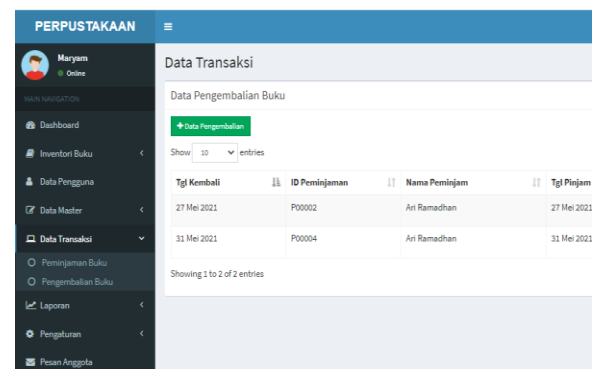 PERPUSTAKAAN
Maryam
Online
MAIN NAVIGATION
Dashboard
Inventori Buku
Data Pengguna
Data Master
Data Transaksi
Peminjaman Buku
Pengembalian Buku
Laporan
Pengaturan
Pesan Anggota
Data Transaksi
Data Pengembalian Buku
+ Data Pengembalian
Show 10 entries
Tgl Kembali ID Peminjaman Nama Peminjam Tgl Pinjam
27 Mei 2021 P00002 Ari Ramadhan 27 Mei 2021
31 Mei 2021 P00004 Ari Ramadhan 31 Mei 2021
Showing 1 to 2 of 2 entries